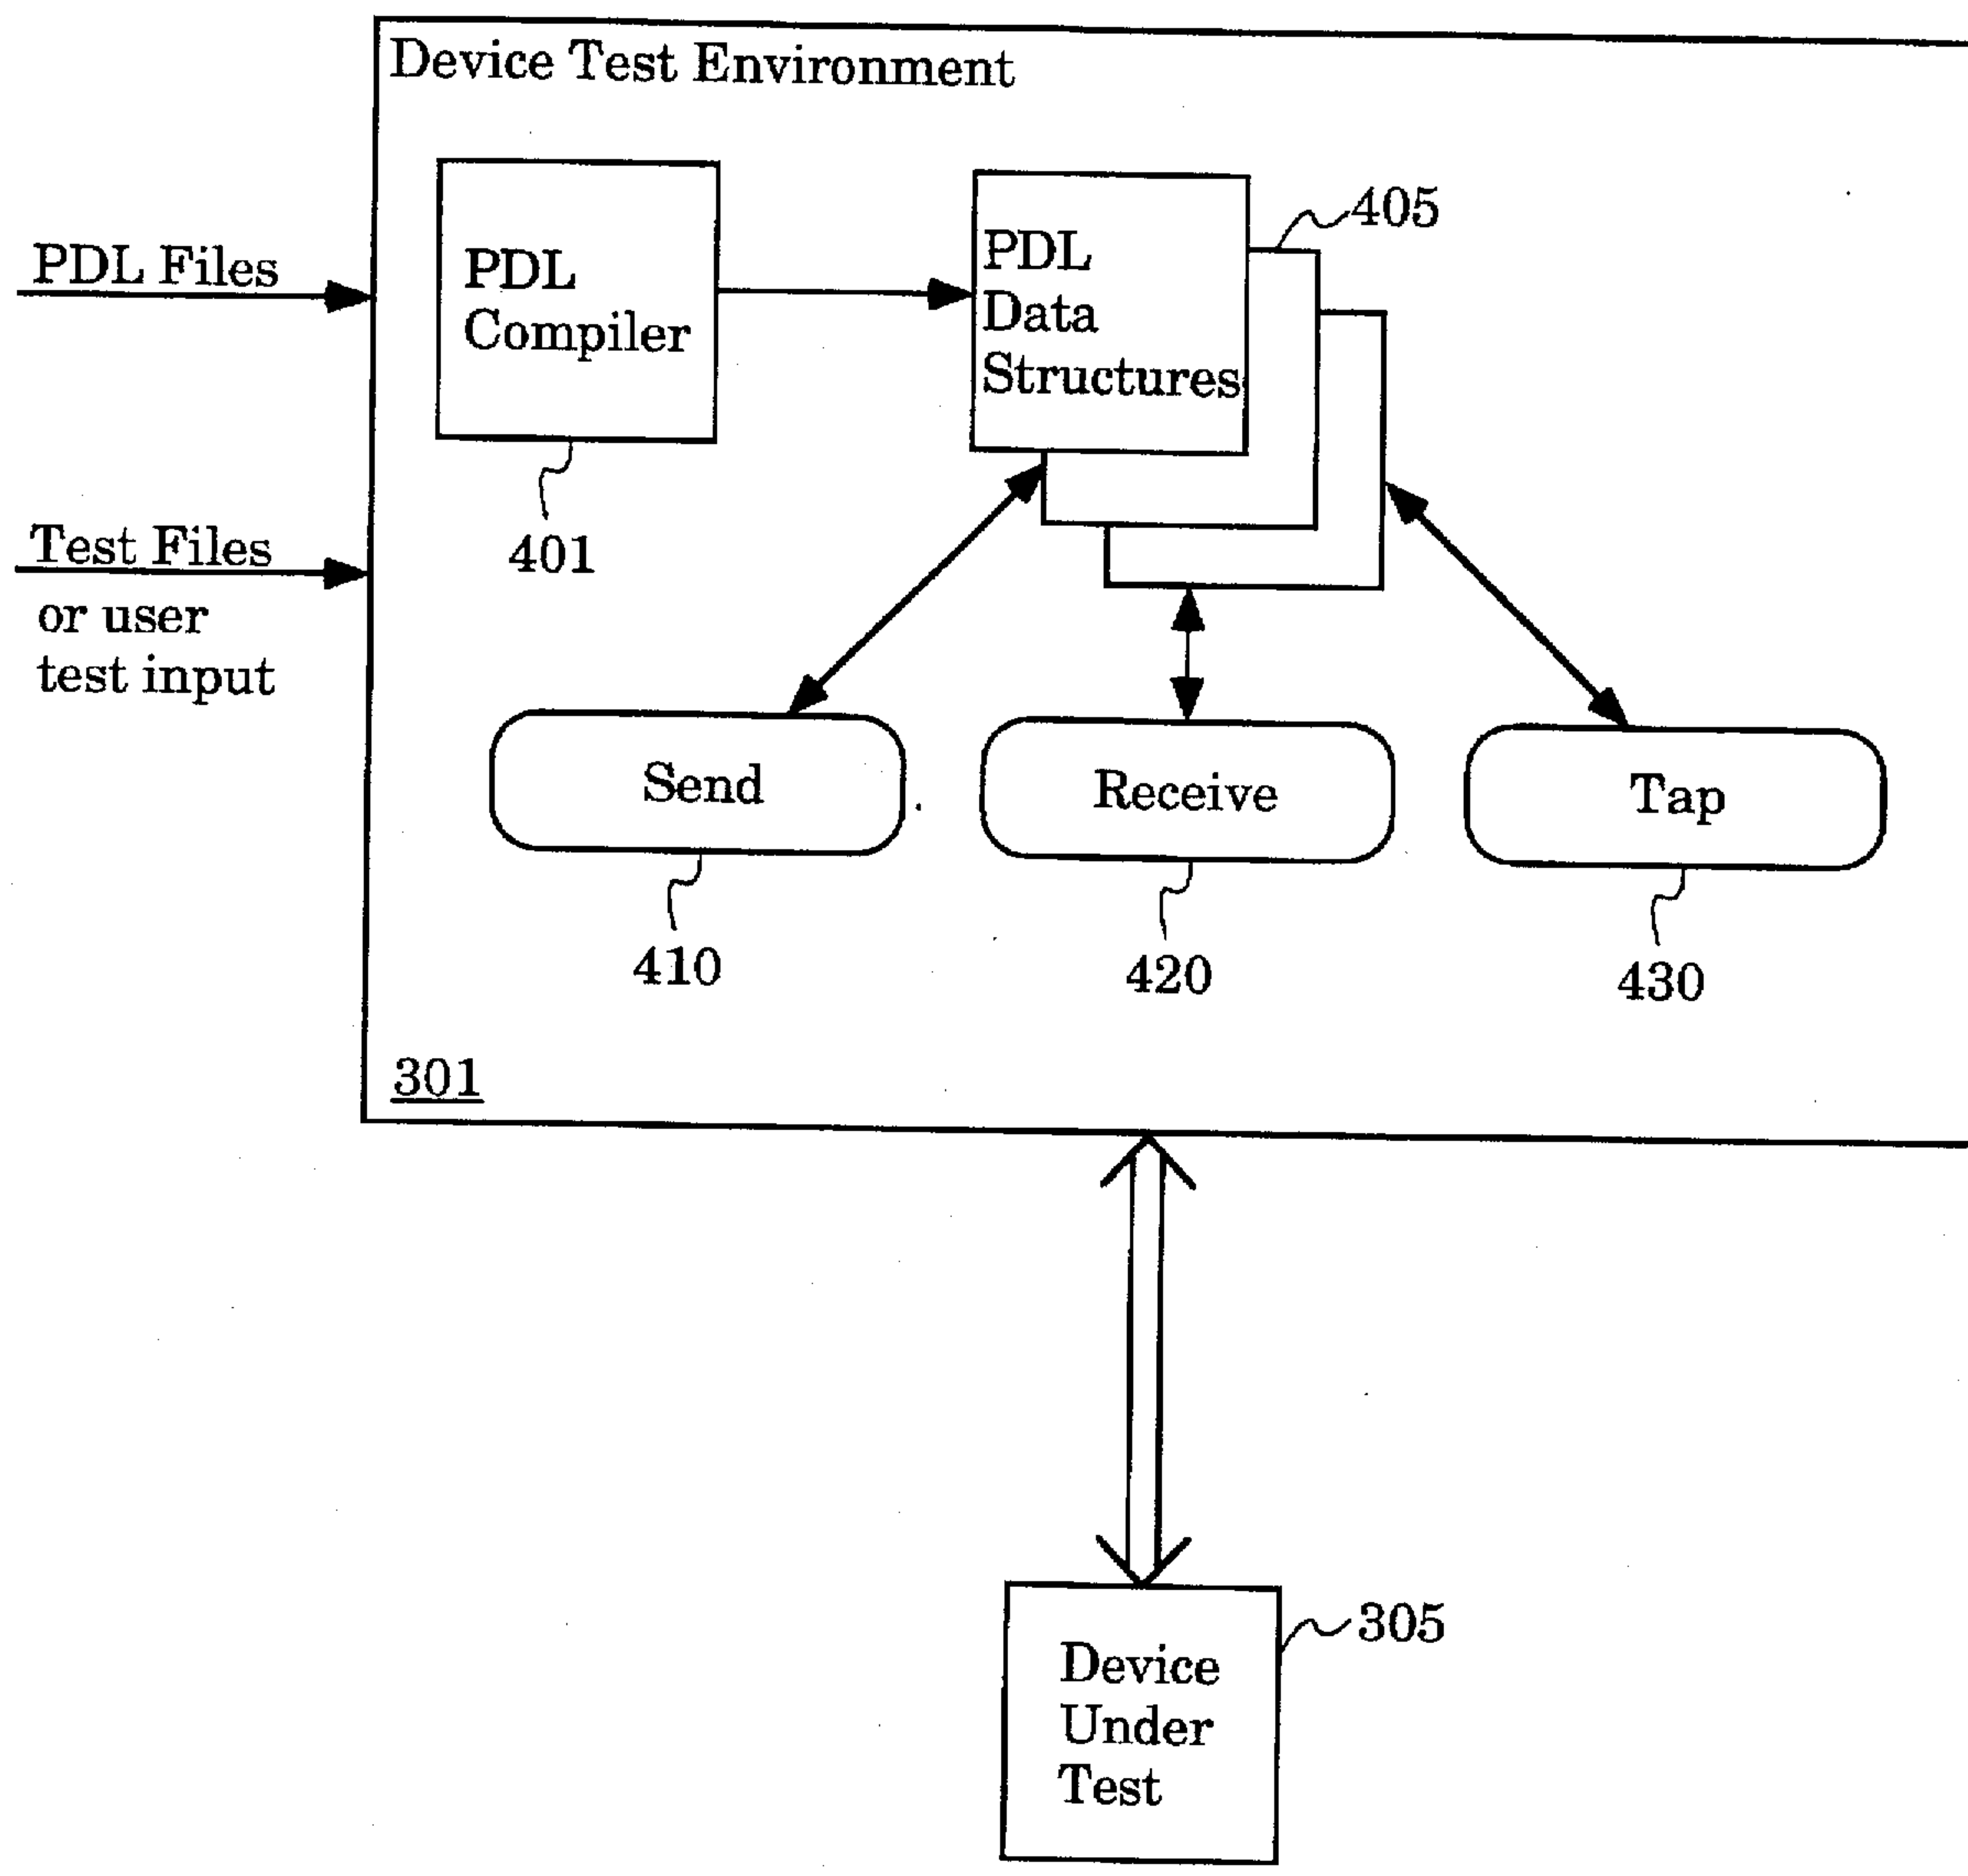 Device Test Environment
PDL Files
PDL
Compiler
401
PDL
Data
Structures
405
Test Files
or user
test input
Send
410
Receive
420
Tap
430
301
Device
Under
Test
305